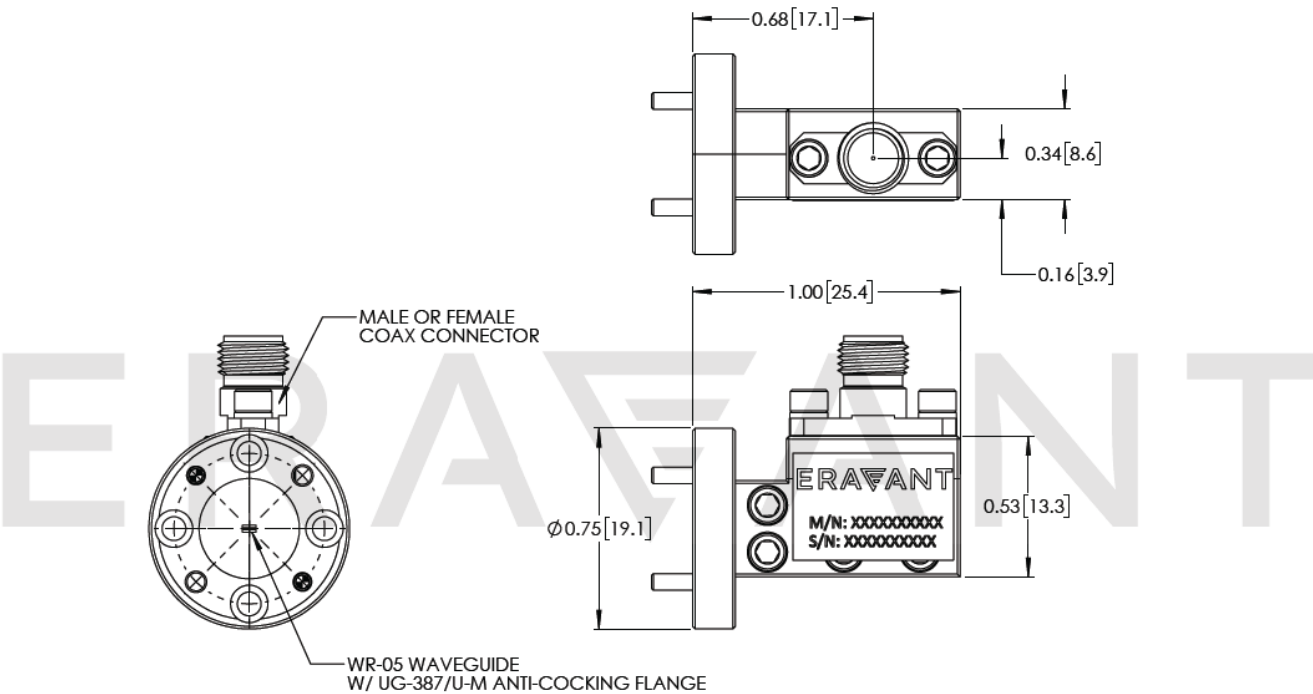 0.68[17.1]
0.34[8.6]
0.16[3.9]
1.00[25.4]
MALE OR FEMALE
COAX CONNECTOR
ERAVANT
ERAVANT
M/N: XXXXXXXXXX
S/N: XXXXXXXXXX
0.53[13.3]
Ø0.75[19.1]
WR-05 WAVEGUIDE
W/ UG-387/U-M ANTI-COCKING FLANGE